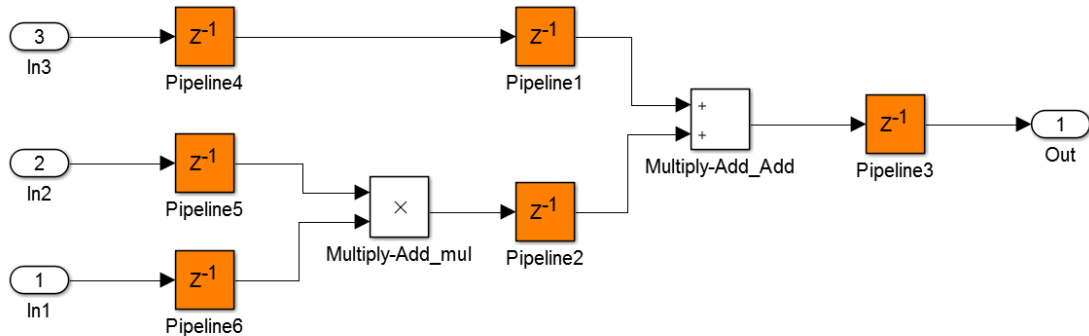 3
In3
Z-1
Pipeline4
Z-1
Pipeline1
+
+
Multiply-Add_Add
Z-1
Pipeline3
1
Out
2
In2
Z-1
Pipeline5
×
Multiply-Add_mul
Z-1
Pipeline2
1
In1
Z-1
Pipeline6